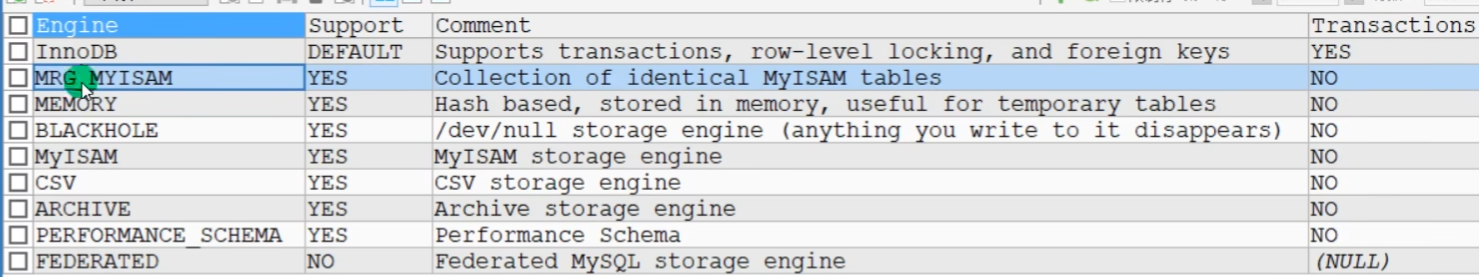 Engine Support Comment Transactions
InnoDB DEFAULT Supports transactions, row-level locking, and foreign keys YES
MRG_MYISAM YES Collection of identical MyISAM tables NO
MEMORY YES Hash based, stored in memory, useful for temporary tables NO
BLACKHOLE YES /dev/null storage engine (anything you write to it disappears) NO
MyISAM YES MyISAM storage engine NO
CSV YES CSV storage engine NO
ARCHIVE YES Archive storage engine NO
PERFORMANCE_SCHEMA YES Performance Schema NO
FEDERATED NO Federated MySQL storage engine (NULL)